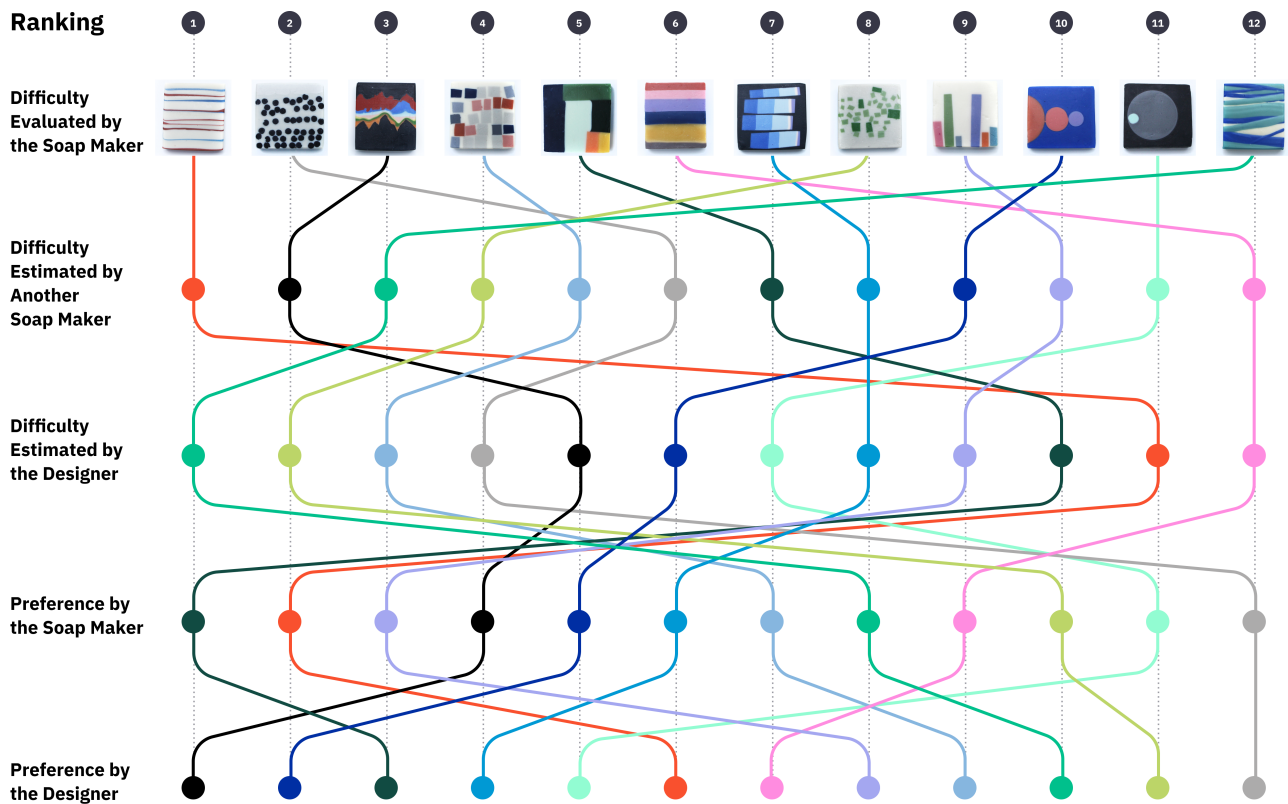 Ranking
1 2 3 4 5 6 7 8 9 10 11 12
Difficulty
Evaluated by
the Soap Maker
Difficulty
Estimated by
Another
Soap Maker
Difficulty
Estimated by
the Designer
Preference by
the Soap Maker
Preference by
the Designer